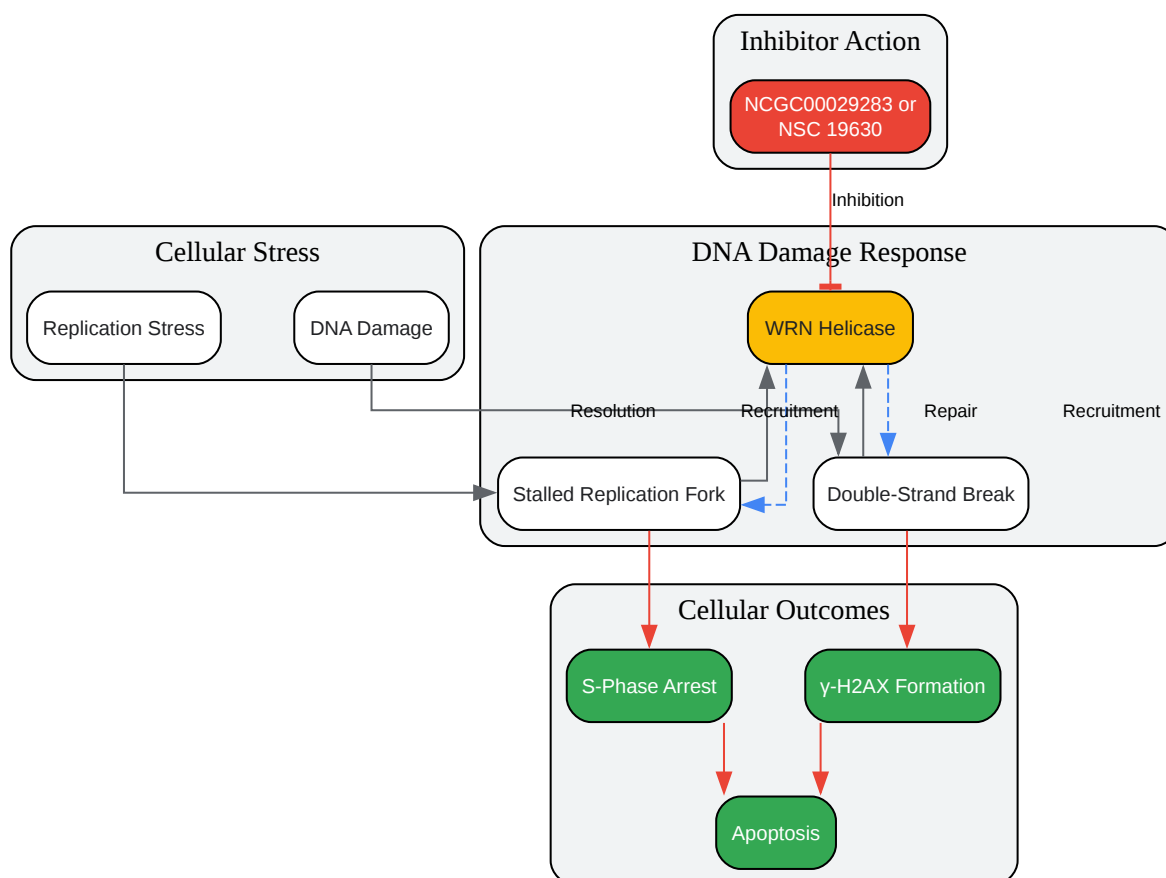 Inhibitor Action
NCGC00029283 or
NSC 19630
Inhibition
Cellular Stress
DNA Damage Response
Replication Stress
DNA Damage
WRN Helicase
Resolution
Recruitment
Repair
Recruitment
Stalled Replication Fork
Double-Strand Break
Cellular Outcomes
S-Phase Arrest
γ-H2AX Formation
Apoptosis